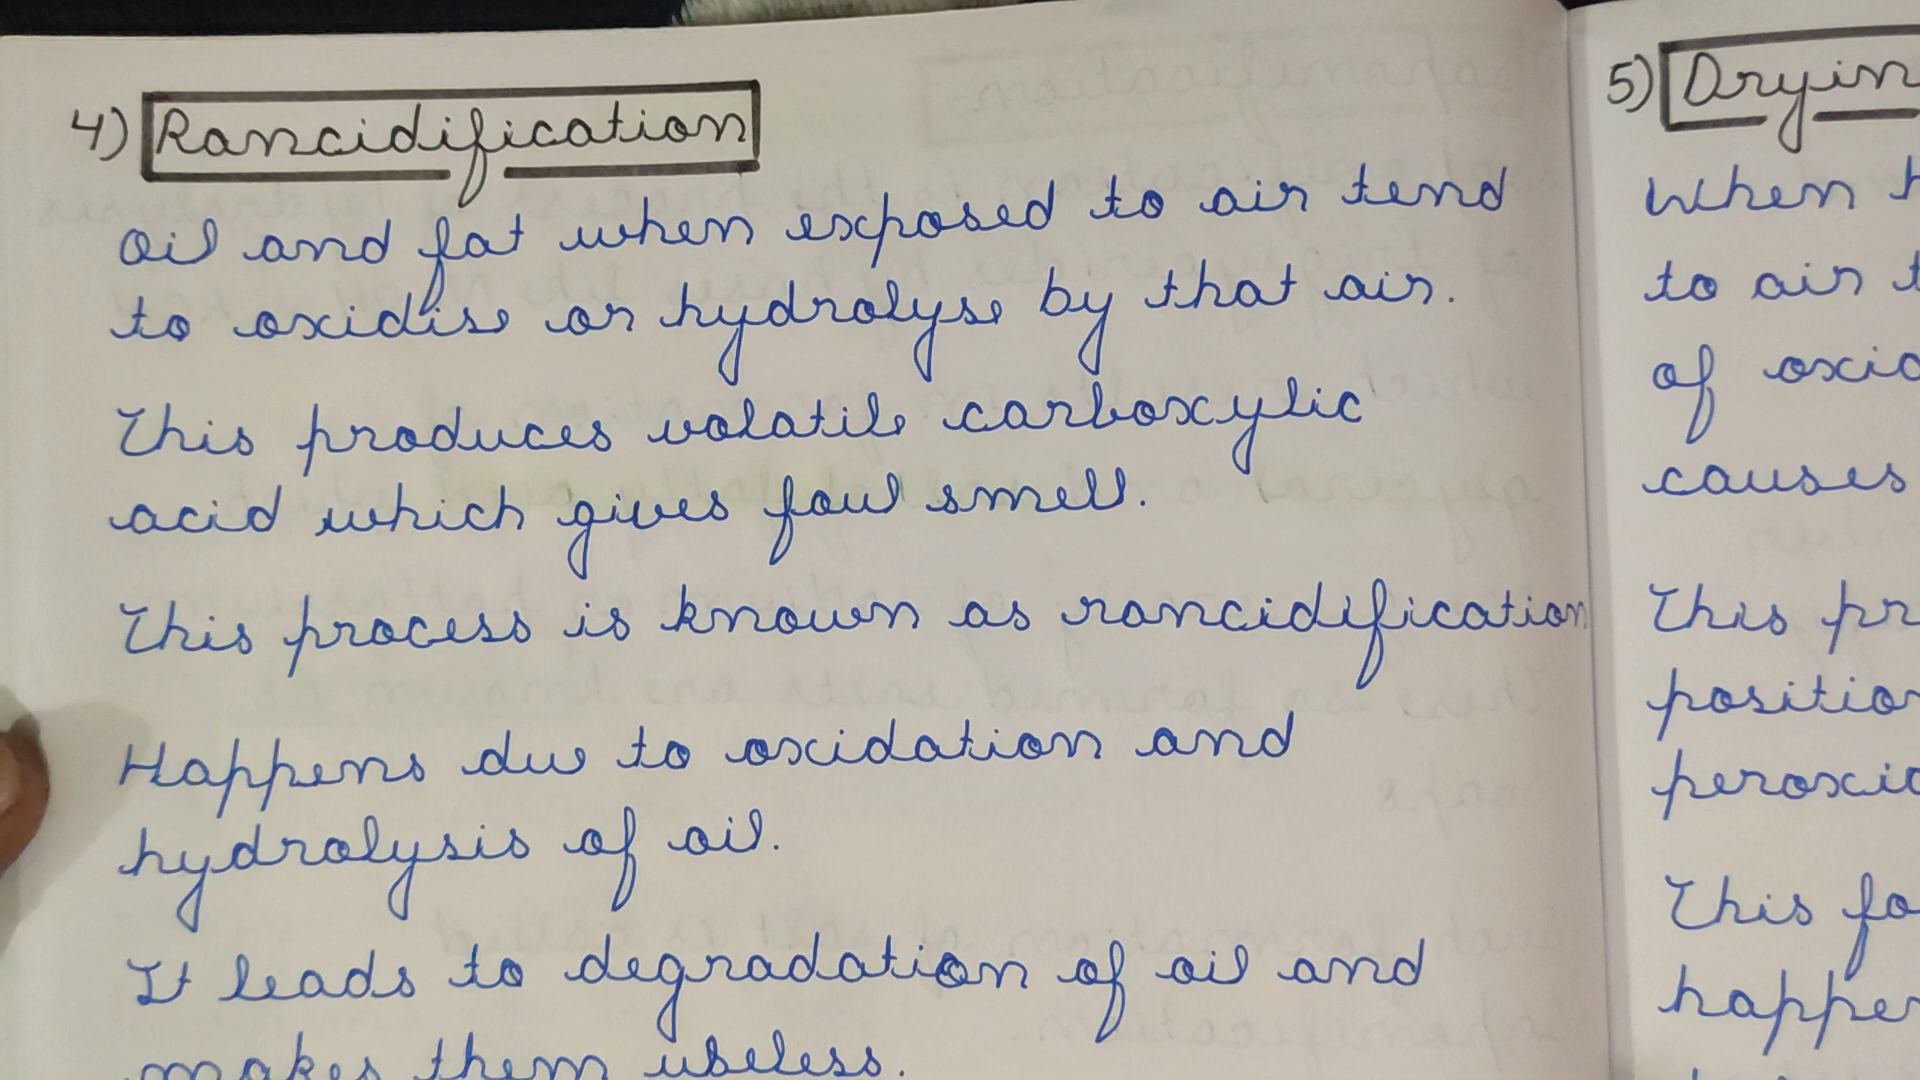 4) Rancidification
Oil and fat when exposed to air tend
to oxidise or hydrolyse by that air.
This produces volatile carboxylic
acid which gives foul smell.
This process is known as rancidification
Happens due to oxidation and
hydrolysis of oil.
It leads to degradation of oil and
makes them useless.
5) Dryin
When
to air t
of oxid
causes
This pr
position
peroxid
This fo
happen